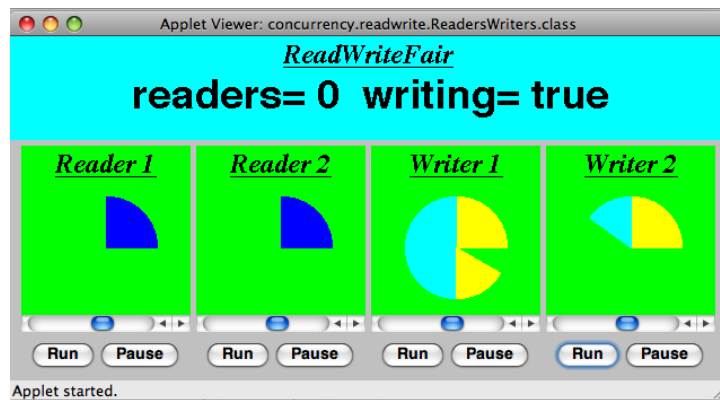 Applet Viewer: concurrency.readwrite.ReadersWriters.class
ReadWriteFair
readers= 0 writing= true
Reader 1 Reader 2 Writer 1 Writer 2
Run Pause Run Pause Run Pause Run Pause
Applet started.